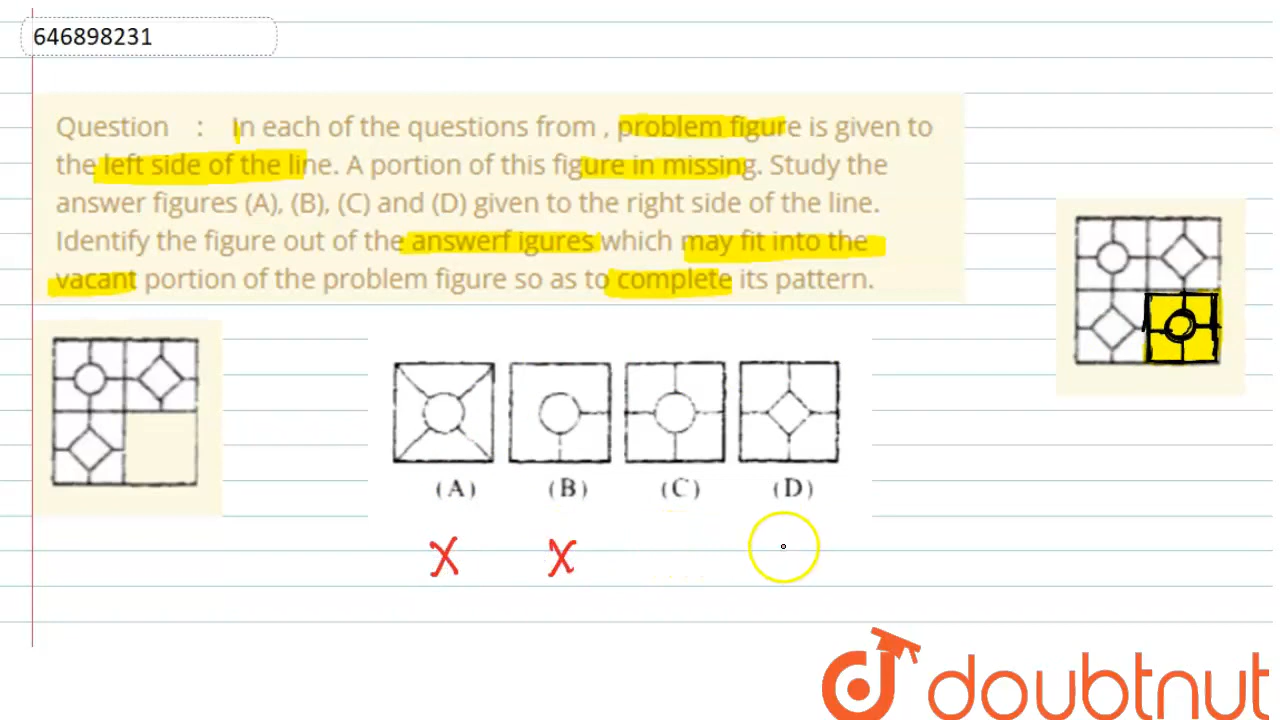 646898231
Question : In each of the questions from , problem figure is given to
the left side of the line. A portion of this figure in missing. Study the
answer figures (A), (B), (C) and (D) given to the right side of the line.
Identify the figure out of the answerf igures which may fit into the
vacant portion of the problem figure so as to complete its pattern.
(A) (B) (C) (D)
X X
doubtnut